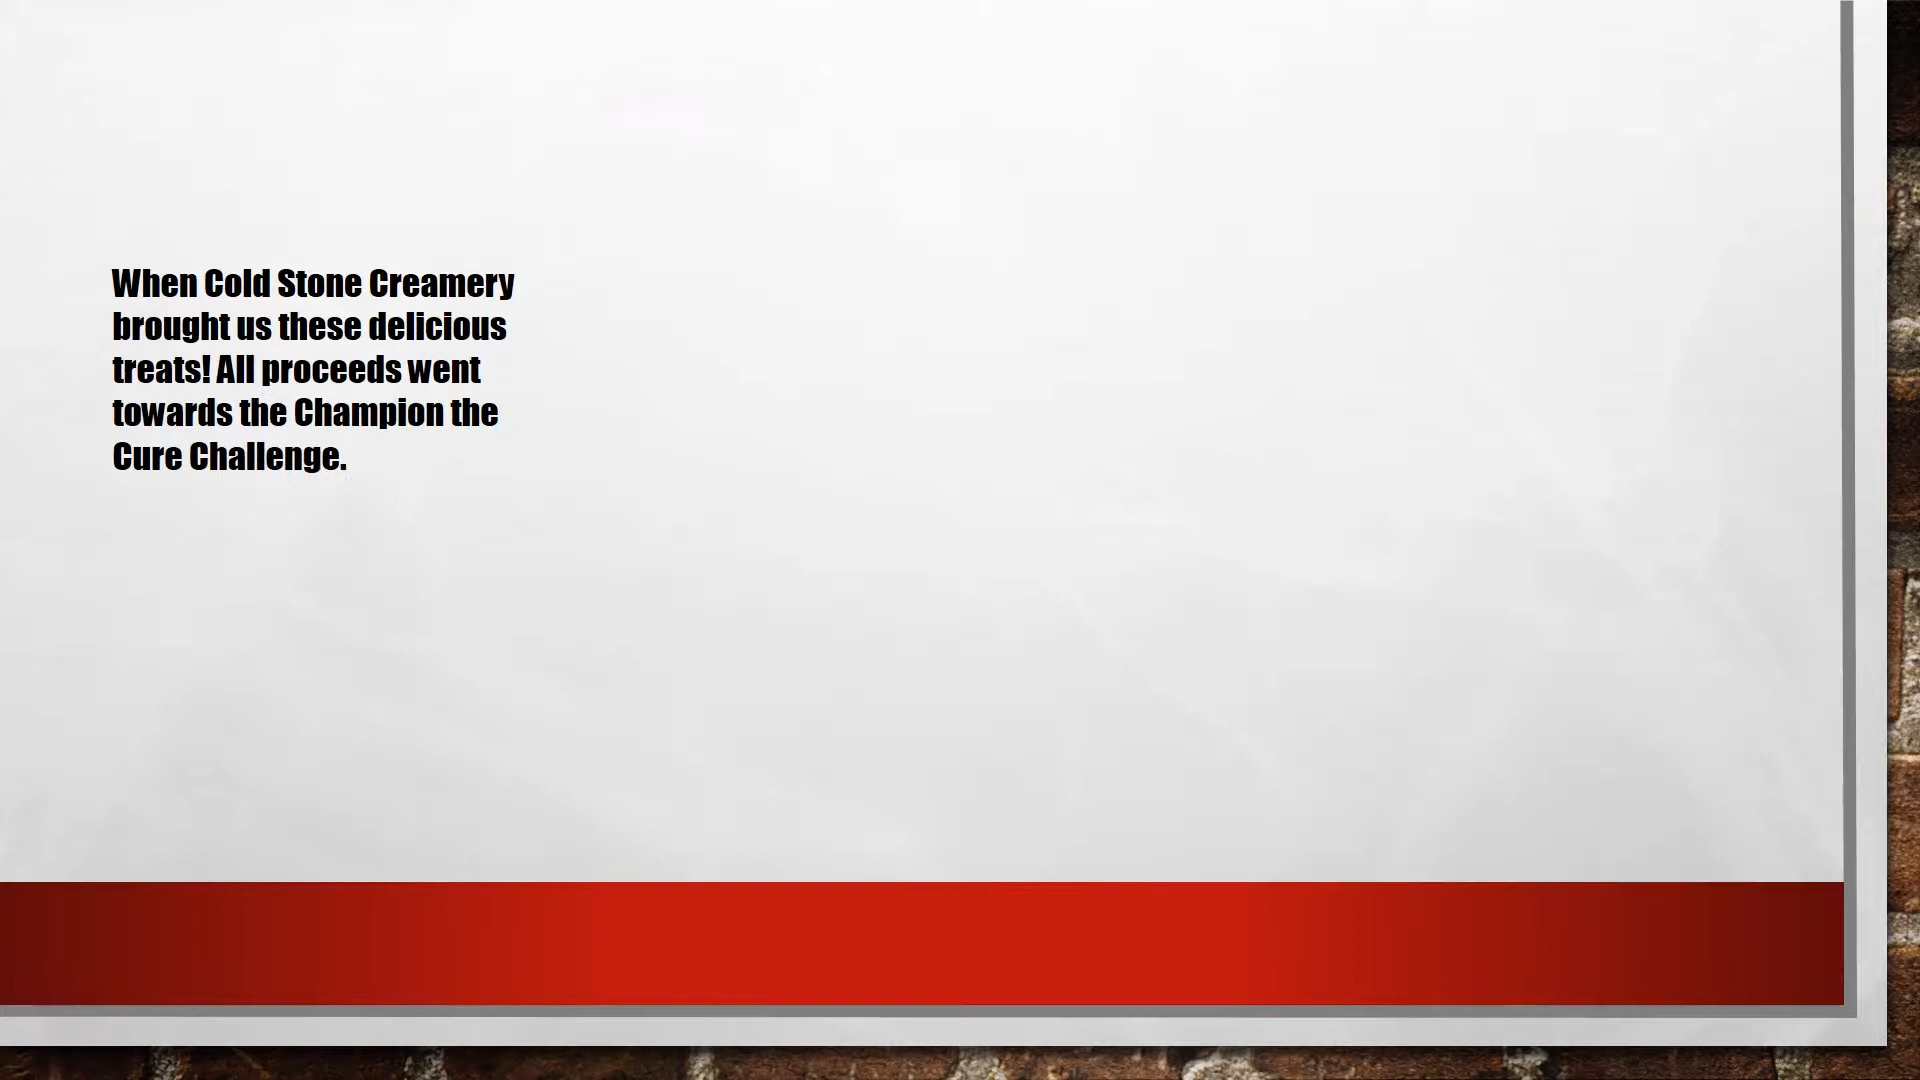 When Cold Stone Creamery
brought us these delicious
treats! All proceeds went
towards the Champion the
Cure Challenge.